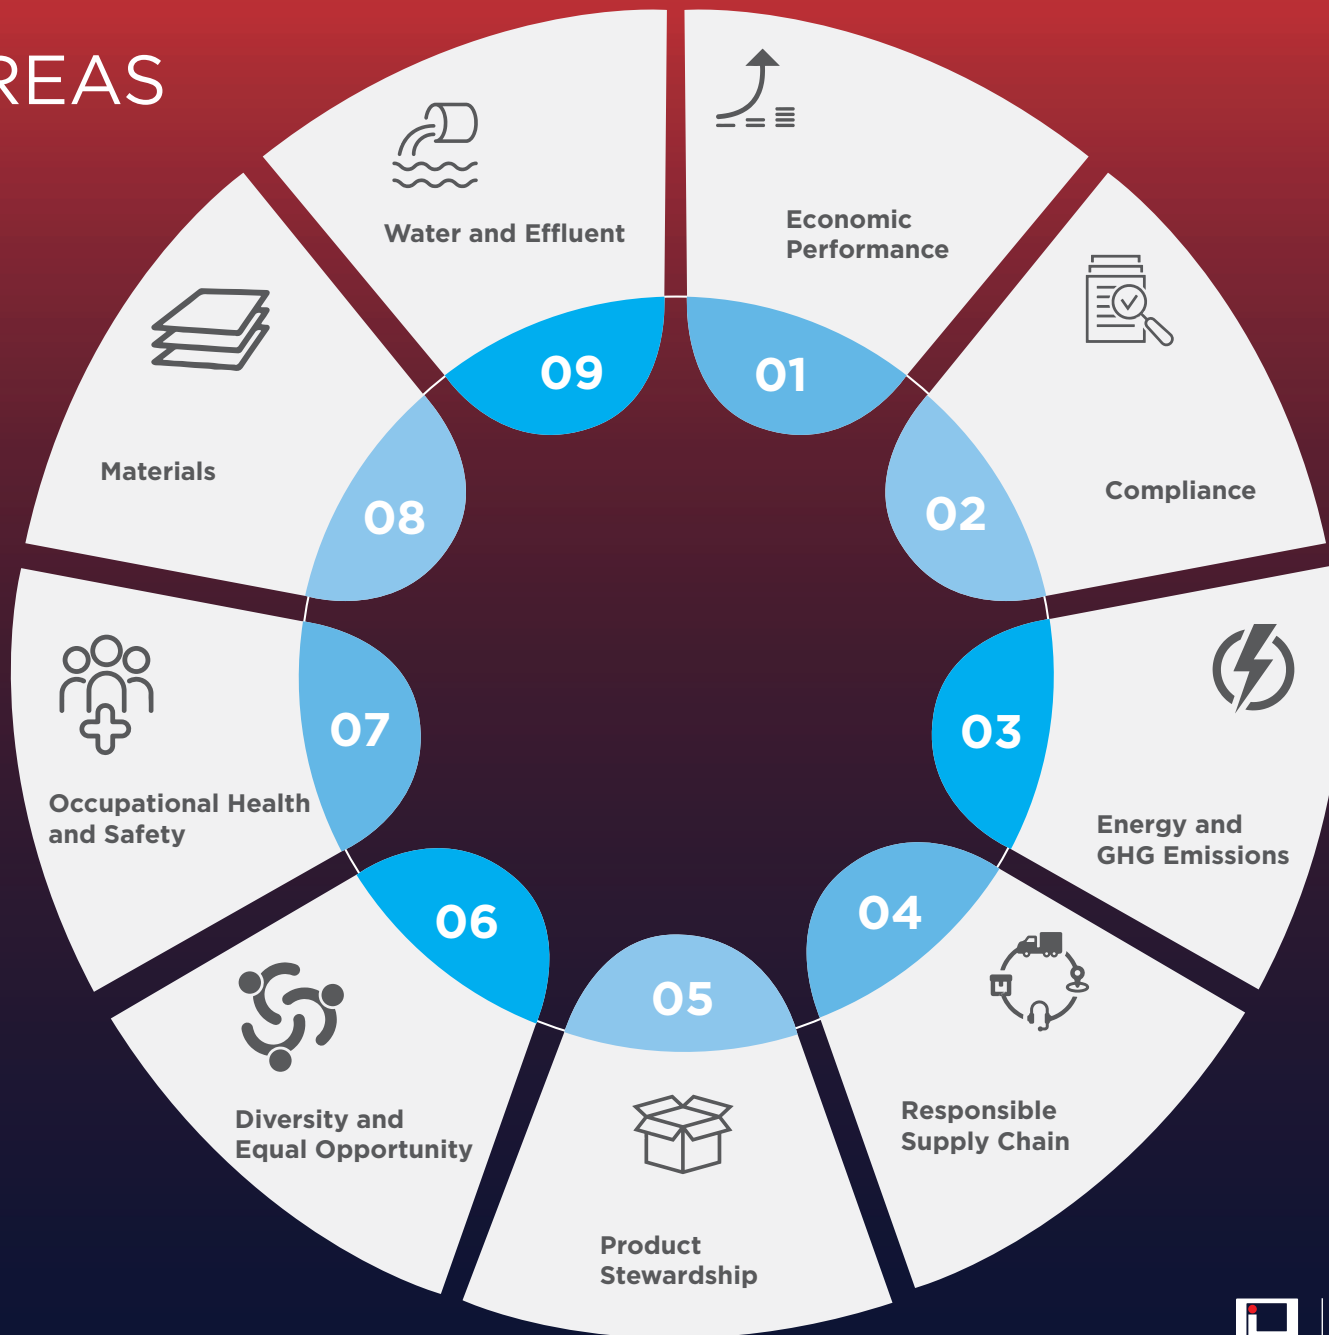 REAS
01
Economic
Performance
02
Compliance
03
Energy and
GHG Emissions
04
Responsible
Supply Chain
05
Product
Stewardship
06
Diversity and
Equal Opportunity
07
Occupational Health
and Safety
08
Materials
09
Water and Effluent